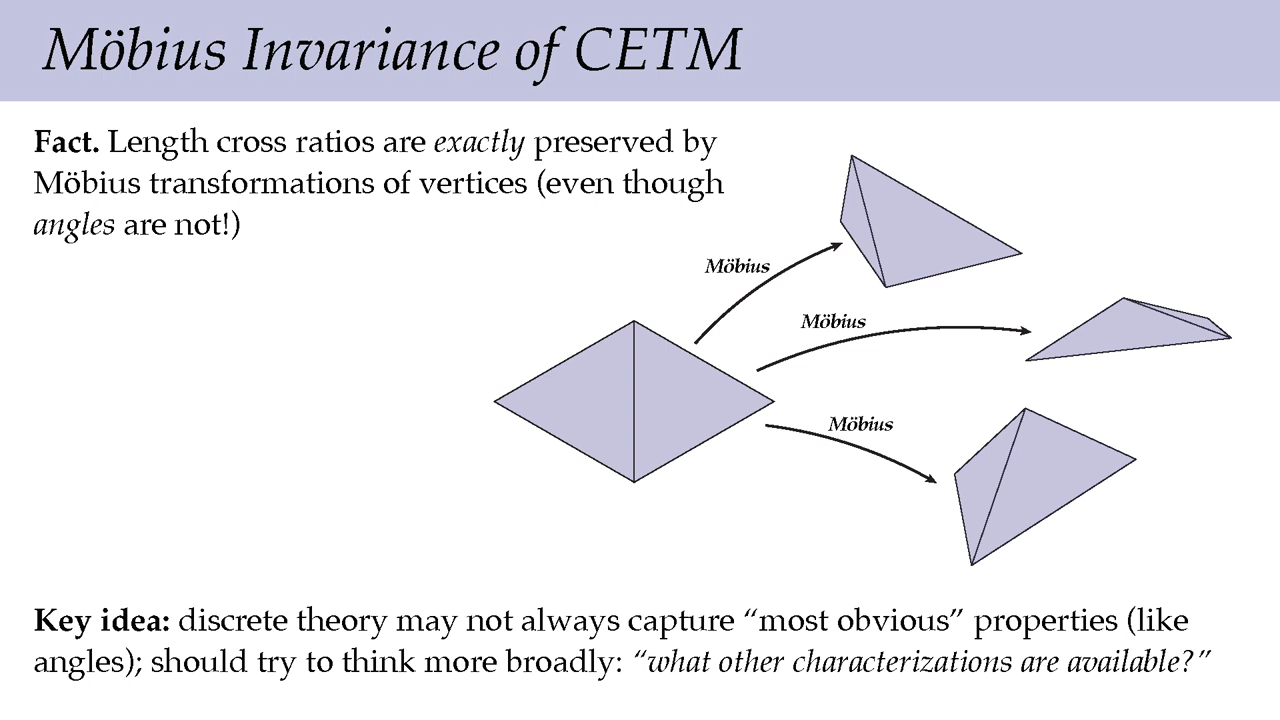 Möbius Invariance of CETM
Fact. Length cross ratios are exactly preserved by
Möbius transformations of vertices (even though
angles are not!)
Möbius
Möbius
Möbius
Key idea: discrete theory may not always capture “most obvious” properties (like
angles); should try to think more broadly: “what other characterizations are available?”